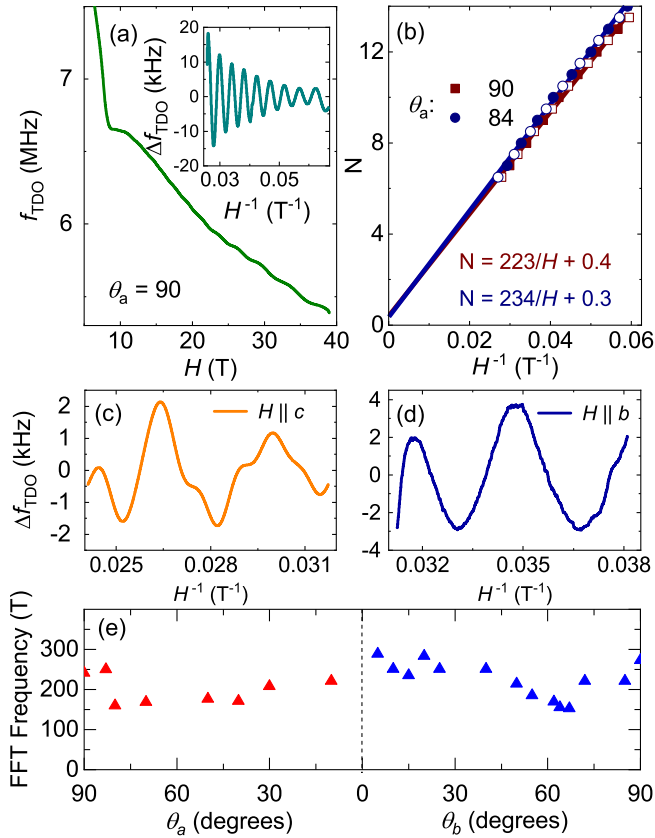 (a)
7
6
f_TDO (MHz)
10 20 30 40
H (T)
θ_a = 90
20
10
0
-10
-20
Δf_TDO (kHz)
0.03 0.05
H⁻¹ (T⁻¹)
(b)
12
8
4
0
N
θ_a:
90
84
N = 223/H + 0.4
N = 234/H + 0.3
0.00 0.02 0.04 0.06
H⁻¹ (T⁻¹)
(c)
H || c
2
1
0
-1
-2
Δf_TDO (kHz)
0.025 0.028 0.031
H⁻¹ (T⁻¹)
(d)
H || b
4
2
0
-2
-4
0.032 0.035 0.038
H⁻¹ (T⁻¹)
(e)
300
200
100
0
FFT Frequency (T)
90 60 30 0 30 60 90
θ_a (degrees)
θ_b (degrees)